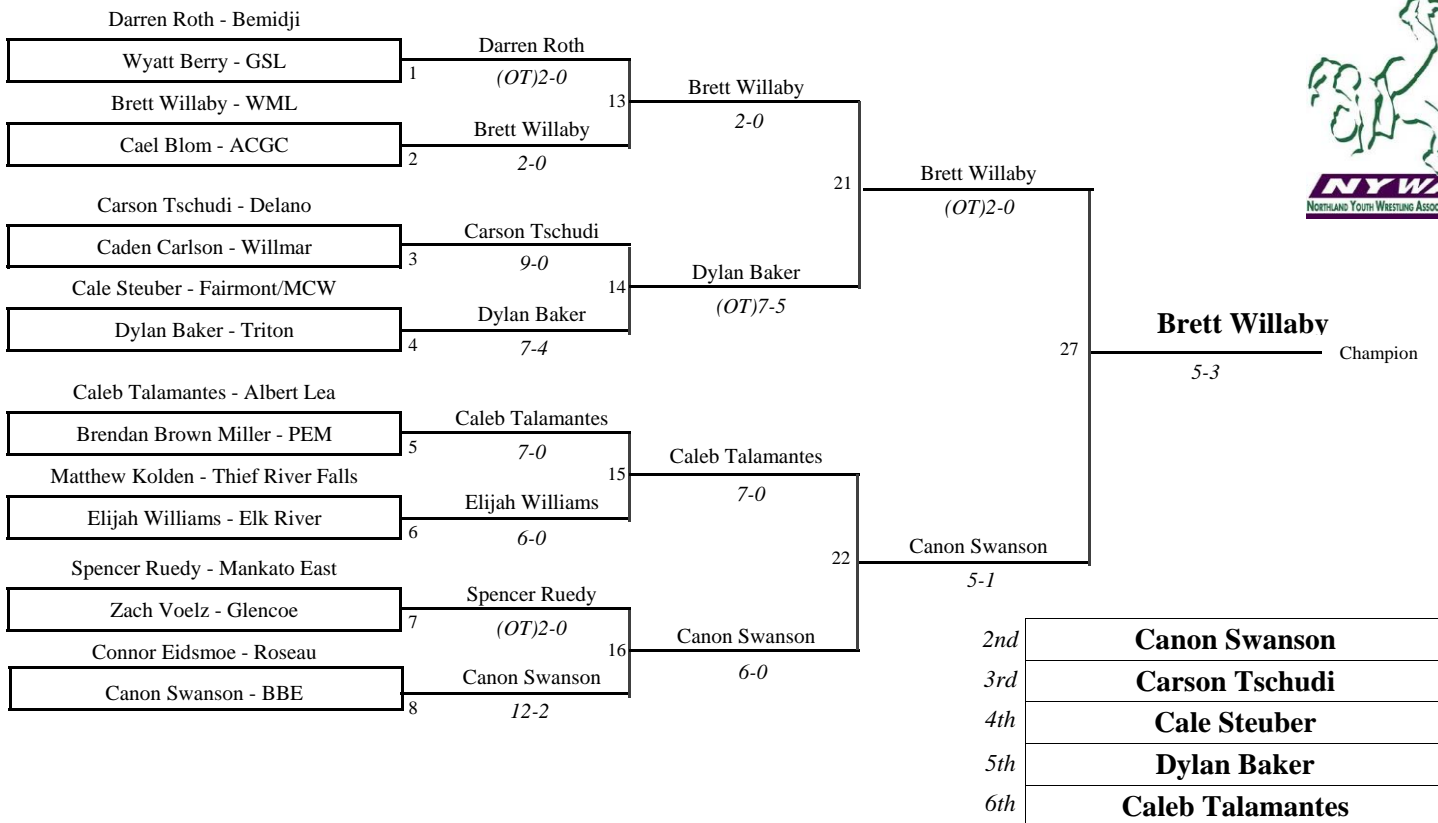 Darren Roth - Bemidji
Wyatt Berry - GSL
1
Darren Roth
(OT)2-0
Brett Willaby - WML
Cael Blom - ACGC
2
Brett Willaby
2-0
13
Brett Willaby
2-0
Carson Tschudi - Delano
Caden Carlson - Willmar
3
Carson Tschudi
9-0
Cale Steuber - Fairmont/MCW
Dylan Baker - Triton
4
Dylan Baker
7-4
14
Dylan Baker
(OT)7-5
21
Brett Willaby
(OT)2-0
Caleb Talamantes - Albert Lea
Brendan Brown Miller - PEM
5
Caleb Talamantes
7-0
Matthew Kolden - Thief River Falls
Elijah Williams - Elk River
6
Elijah Williams
6-0
15
Caleb Talamantes
7-0
Spencer Ruedy - Mankato East
Zach Voelz - Glencoe
7
Spencer Ruedy
(OT)2-0
Connor Eidsmoe - Roseau
Canon Swanson - BBE
8
Canon Swanson
12-2
16
Canon Swanson
6-0
22
Canon Swanson
5-1
27
Brett Willaby
5-3
Champion
NORTHLAND YOUTH WRESTLING
2nd Canon Swanson
3rd Carson Tschudi
4th Cale Steuber
5th Dylan Baker
6th Caleb Talamantes